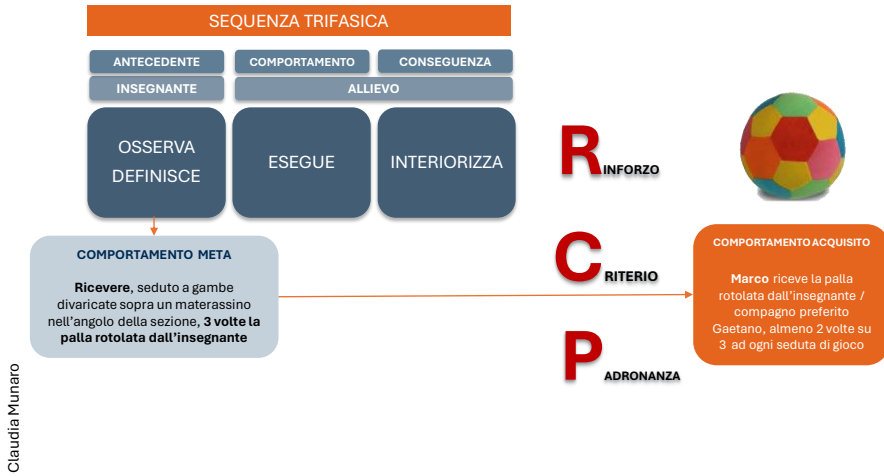 SEQUENZA TRIFASICA
ANTECEDENTE
COMPORTAMENTO
CONSEGUENZA
INSEGNANTE
ALLIEVO
OSSERVA
DEFINISCE
ESEGUE
INTERIORIZZA
RINFORZO
COMPORTAMENTO META
Ricevere, seduto a gambe
divaricate sopra un materassino
nell'angolo della sezione, 3 volte la
palla rotolata dall'insegnante
CRITERIO
COMPORTAMENTO ACQUISITO
Marco riceve la palla
rotolata dall'insegnante /
compagno preferito
Gaetano, almeno 2 volte su
3 ad ogni seduta di gioco
PADRONANZA
Claudia Munaro